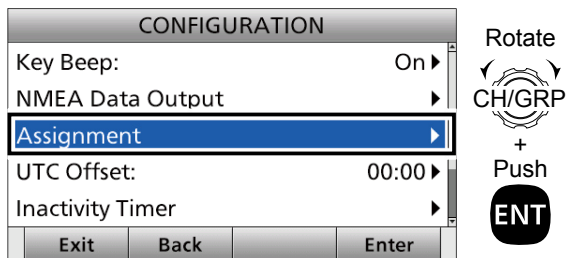 CONFIGURATION
Key Beep: On
NMEA Data Output
Assignment
UTC Offset: 00:00
Inactivity Timer
Exit Back Enter
Rotate
CH/GRP
+
Push
ENT